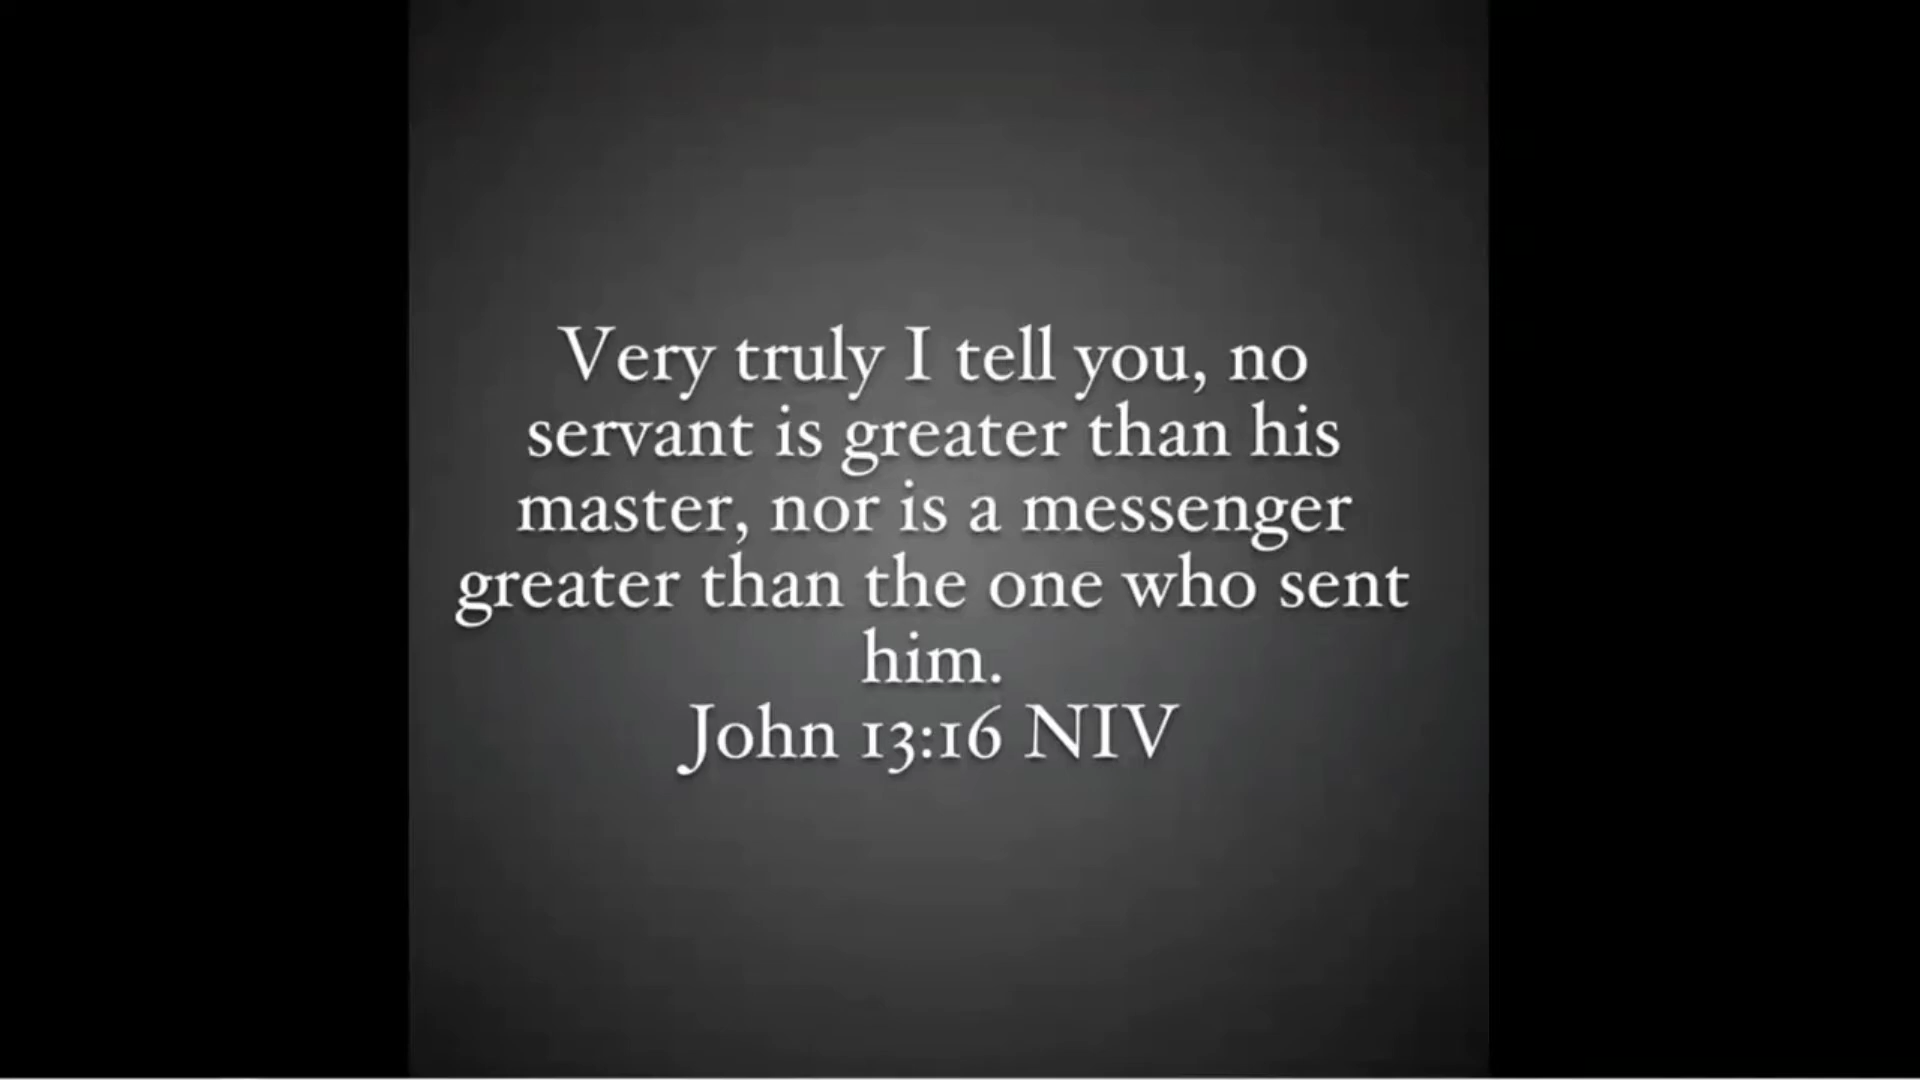 Very truly I tell you, no
servant is greater than his
master, nor is a messenger
greater than the one who sent
him.
John 13:16 NIV